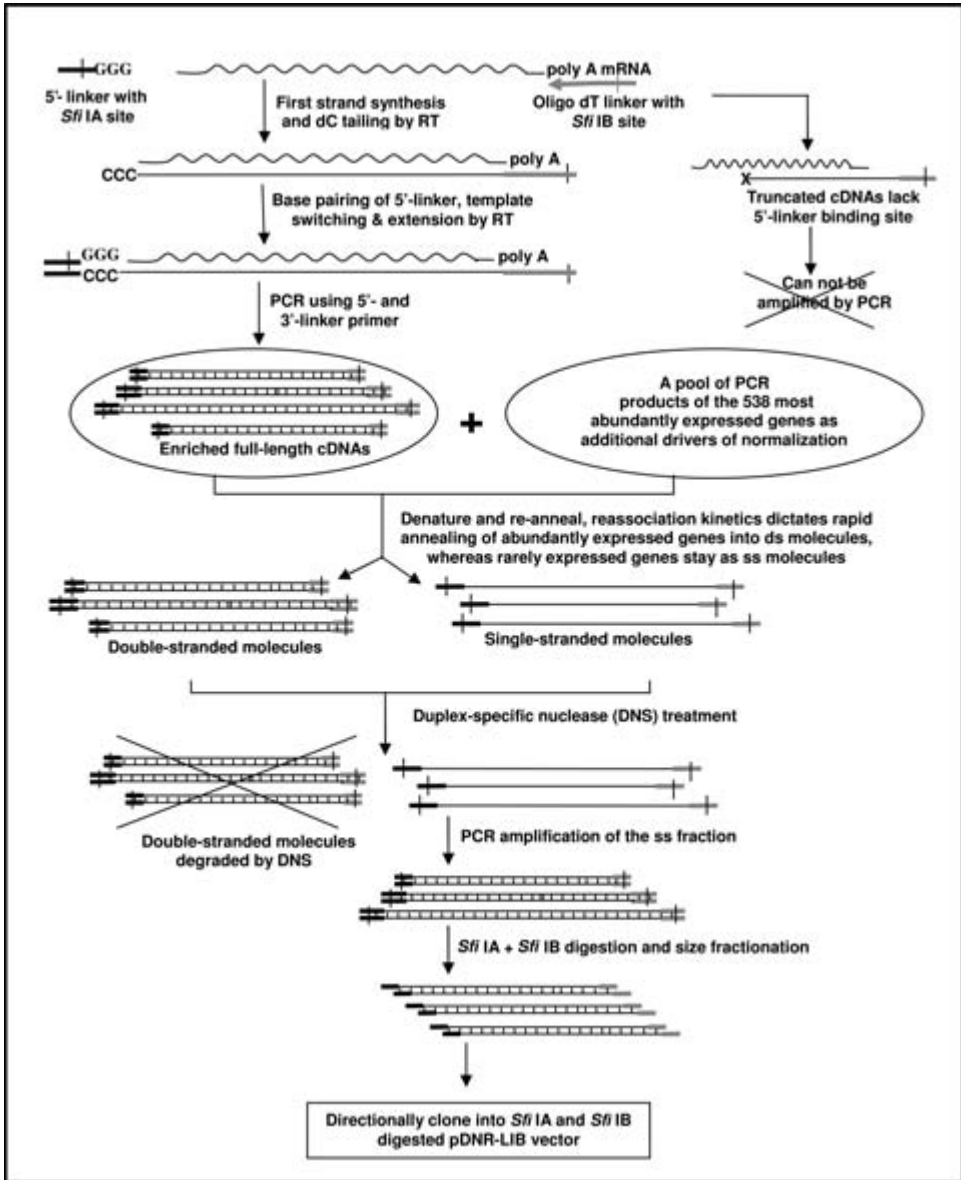 GGG
poly A mRNA
5'- linker with
Sfi IA site
First strand synthesis
and dC tailing by RT
Oligo dT linker with
Sfi IB site
poly A
CCC
X
Truncated cDNAs lack
5'-linker binding site
Base pairing of 5'-linker, template
switching & extension by RT
GGG
poly A
CCC
Can not be
amplified by PCR
PCR using 5'- and
3'-linker primer
Enriched full-length cDNAs
+
A pool of PCR
products of the 538 most
abundantly expressed genes as
additional drivers of normalization
Denature and re-anneal, reassociation kinetics dictates rapid
annealing of abundantly expressed genes into ds molecules,
whereas rarely expressed genes stay as ss molecules
Double-stranded molecules
Single-stranded molecules
Duplex-specific nuclease (DNS) treatment
Double-stranded molecules
degraded by DNS
PCR amplification of the ss fraction
Sfi IA + Sfi IB digestion and size fractionation
Directionally clone into Sfi IA and Sfi IB
digested pDNR-LIB vector